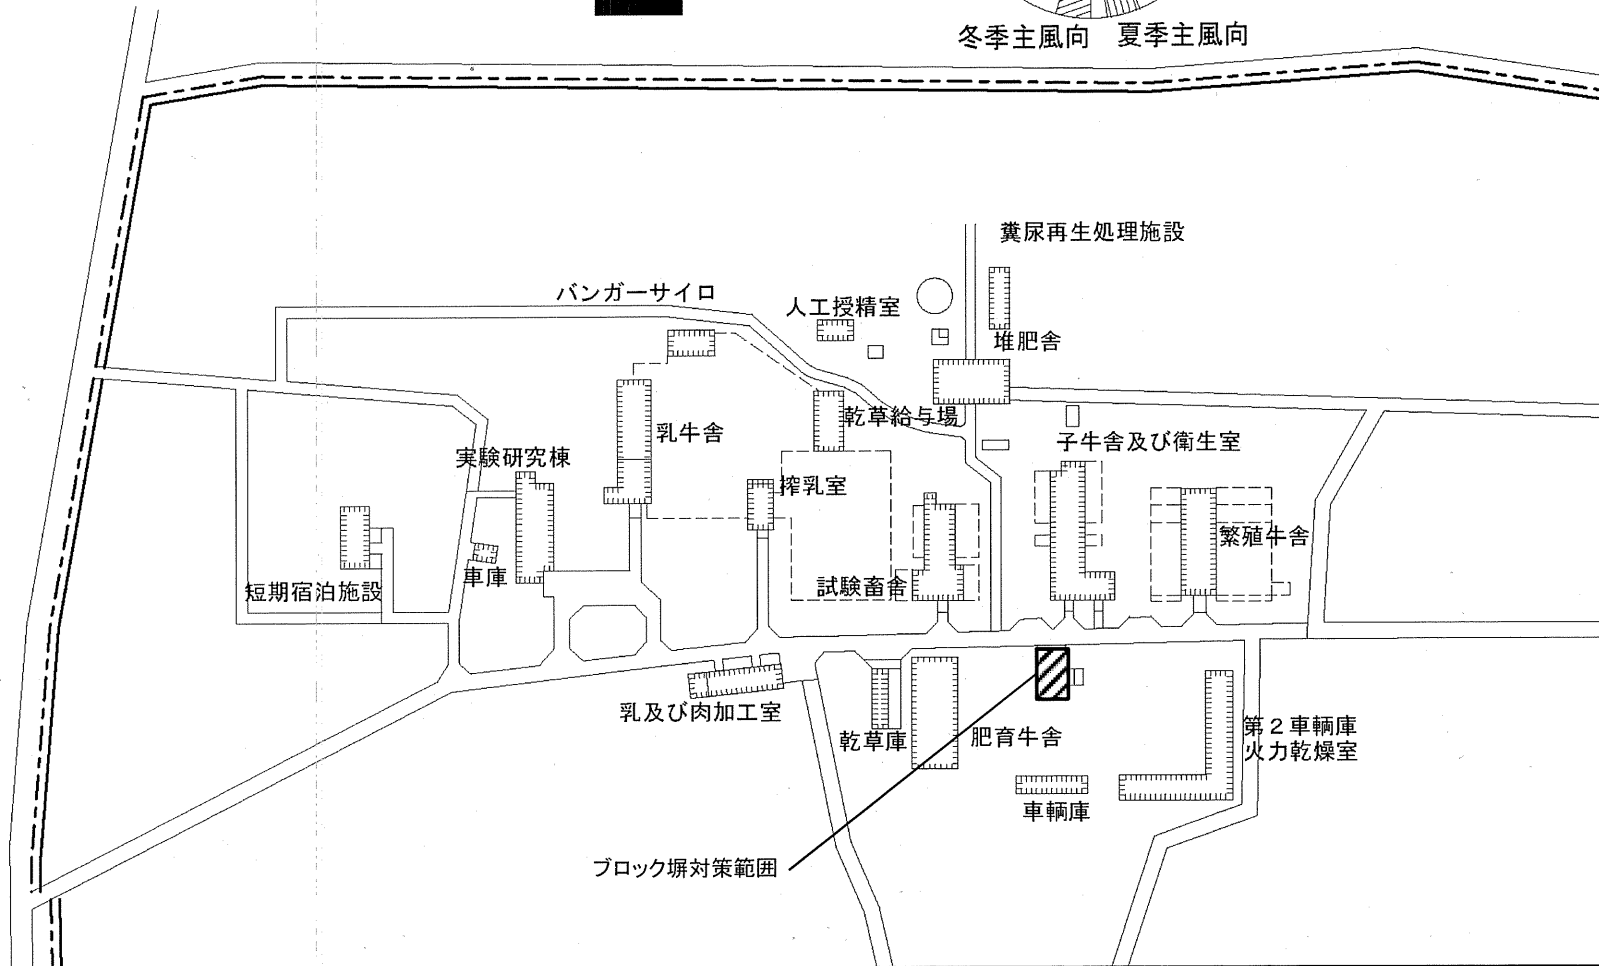 冬季主風向 夏季主風向
糞尿再生処理施設
バンガーサイロ
人工授精室
堆肥舎
乾草給与場
乳牛舎
子牛舎及び衛生室
実験研究棟
搾乳室
繁殖牛舎
車庫
試験畜舎
短期宿泊施設
乳及び肉加工室
乾草庫
肥育牛舎
第２車輌庫
火力乾燥室
車輌庫
ブロック塀対策範囲